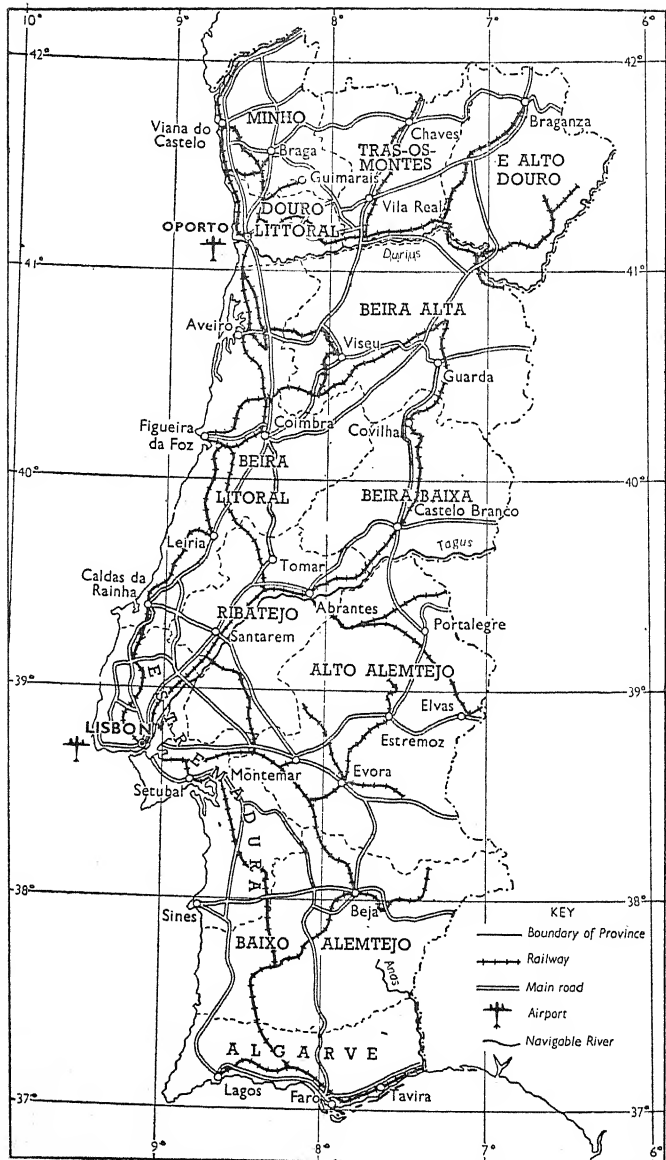 10° 9° 8° 7° 6°
42° 42°
MINHO
Viana do
Castelo
Chaves
Braganza
Braga
TRAS-OS-
MONTES
E ALTO
DOURO
Guimarais
DOURO
LITTORAL
Vila Real
OPORTO
Durius
41° 41°
BEIRA ALTA
Aveiro
Viseu
Guarda
Figueira
da Foz
Coimbra
Covilha
BEIRA
40° 40°
LITORAL
BEIRA BAIXA
Castelo Branco
Leiria
Tagus
Tomar
Caldas da
Rainha
Abrantes
RIBATEJO
Santarem
Portalegre
ALTO ALEMTEJO
39° 39°
ESTREMADURA
Elvas
LISBON
Estremoz
Montemar
Evora
Setubal
38° 38°
Sines
Beja
BAIXO ALEMTEJO
Anas
KEY
Boundary of Province
Railway
Main road
Airport
Navigable River
ALGARVE
Lagos
Faro
Tavira
37° 37°
9° 8° 7° 6°